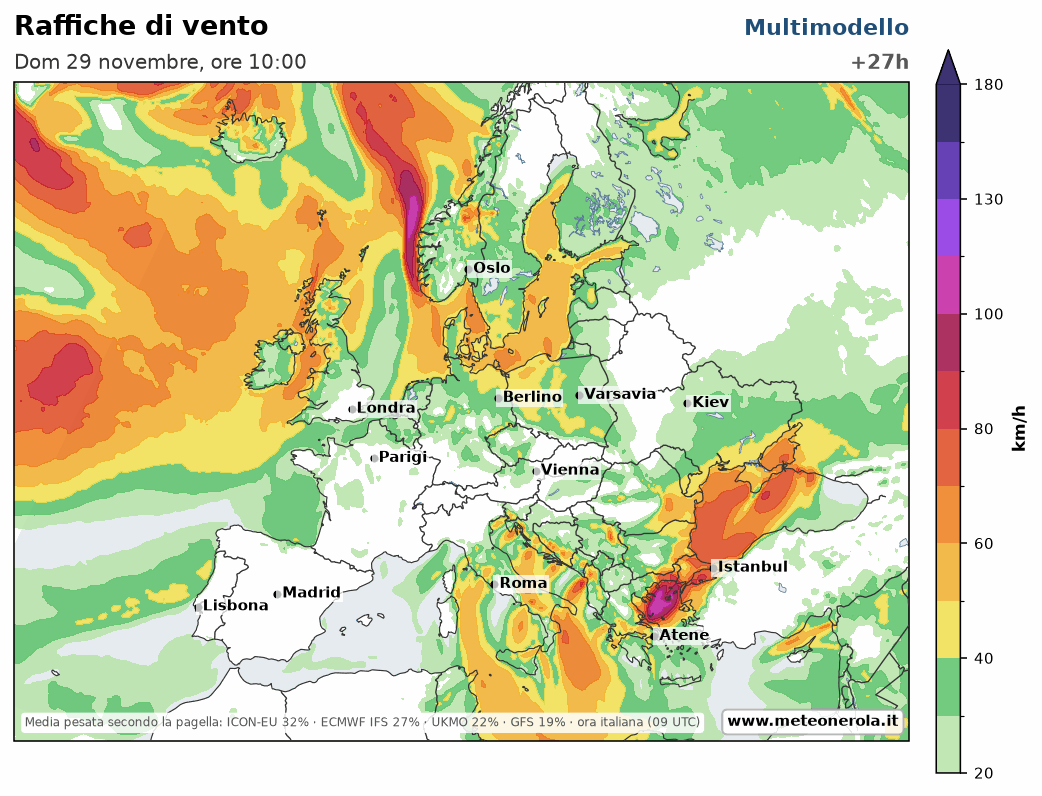 Raffiche di vento
Multimodello
Dom 29 novembre, ore 10:00
+27h
180
130
100
80
60
40
20
km/h
Oslo
Londra
Berlino
Varsavia
Kiev
Parigi
Vienna
Istanbul
Roma
Madrid
Lisbona
Atene
Media pesata secondo la pagella: ICON-EU 32% · ECMWF IFS 27% · UKMO 22% · GFS 19% · ora italiana (09 UTC)
www.meteonerola.it